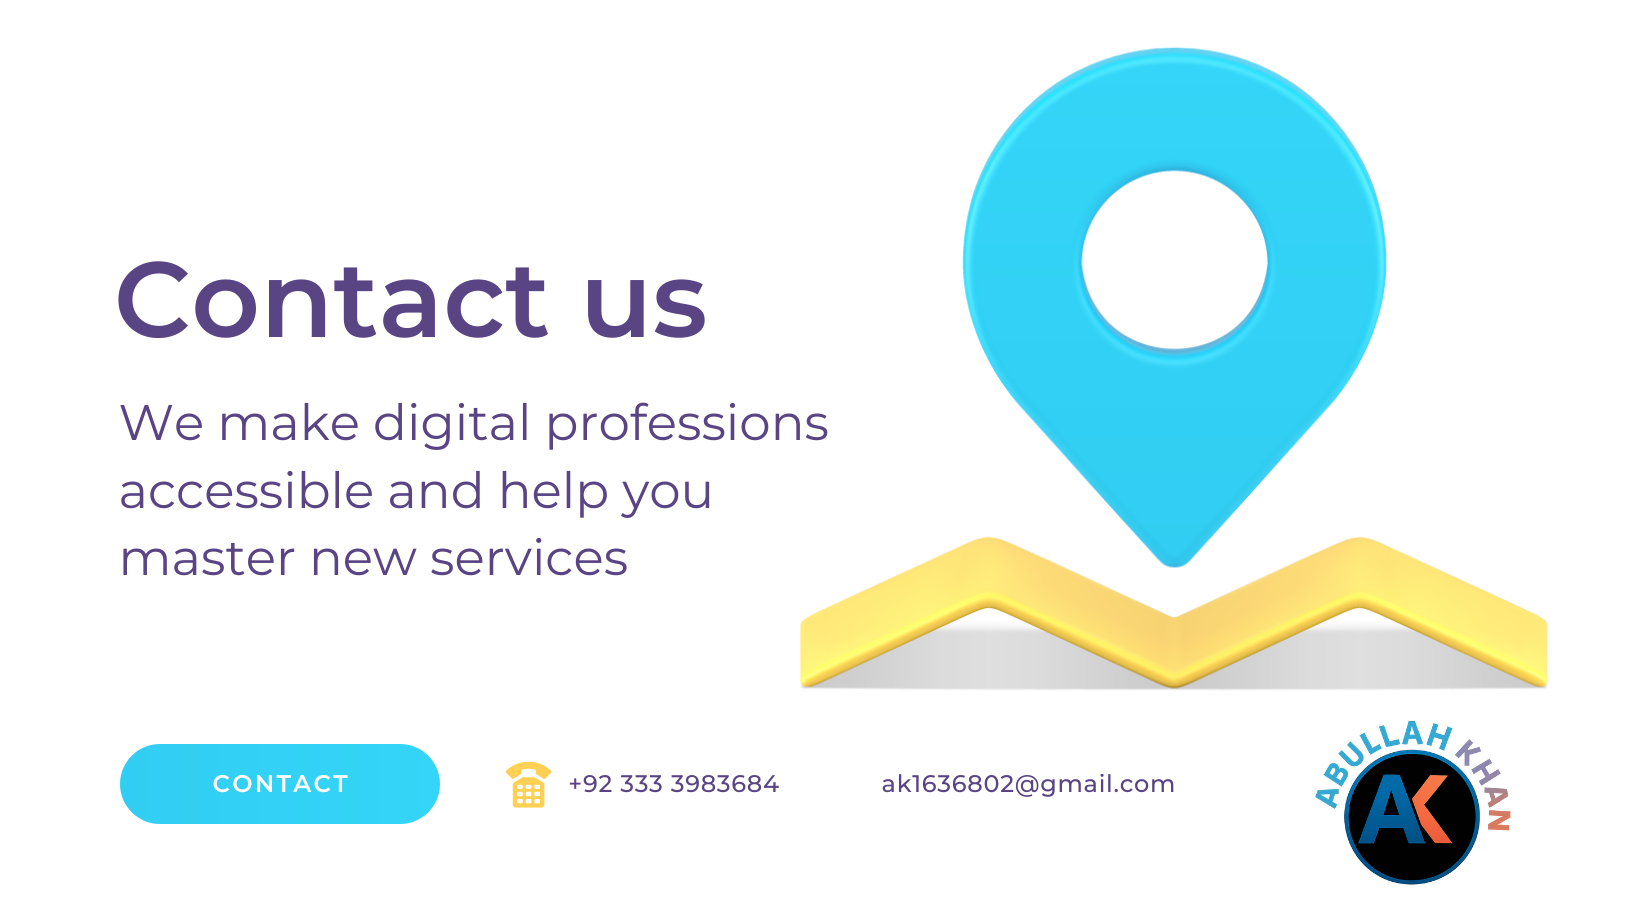 Contact us
We make digital professions
accessible and help you
master new services
CONTACT
+92 333 3983684
ak1636802@gmail.com
ABULLAH KHAN
AK